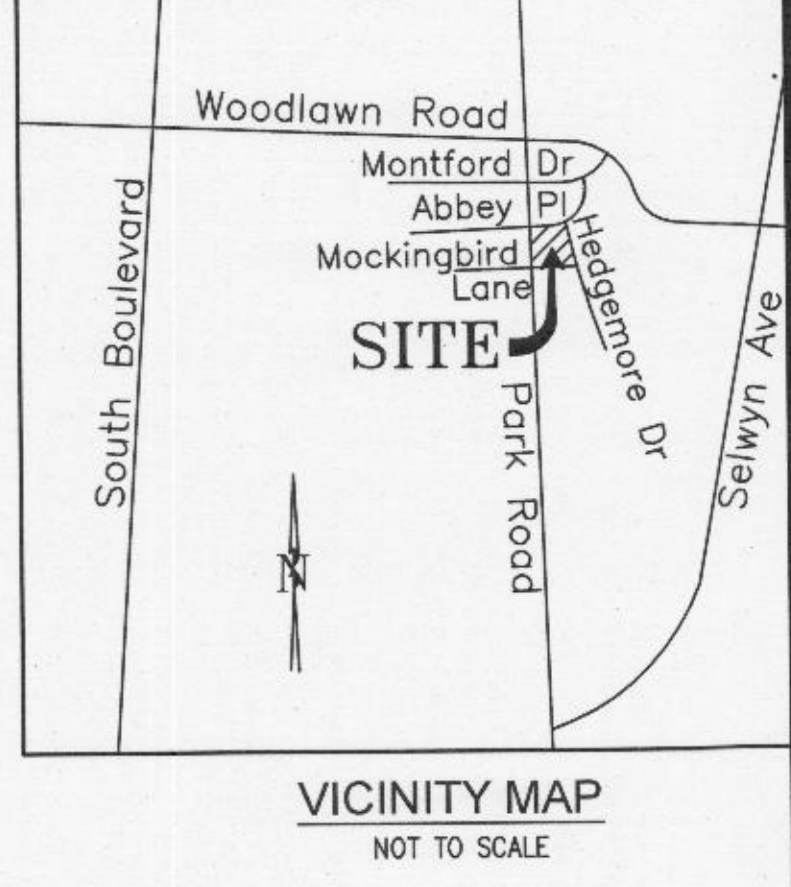 Woodlawn Road
Montford Dr
Abbey Pl
Mockingbird
Lane
Hedgemore Dr
SITE
South Boulevard
Park Road
Selwyn Ave
N
VICINITY MAP
NOT TO SCALE